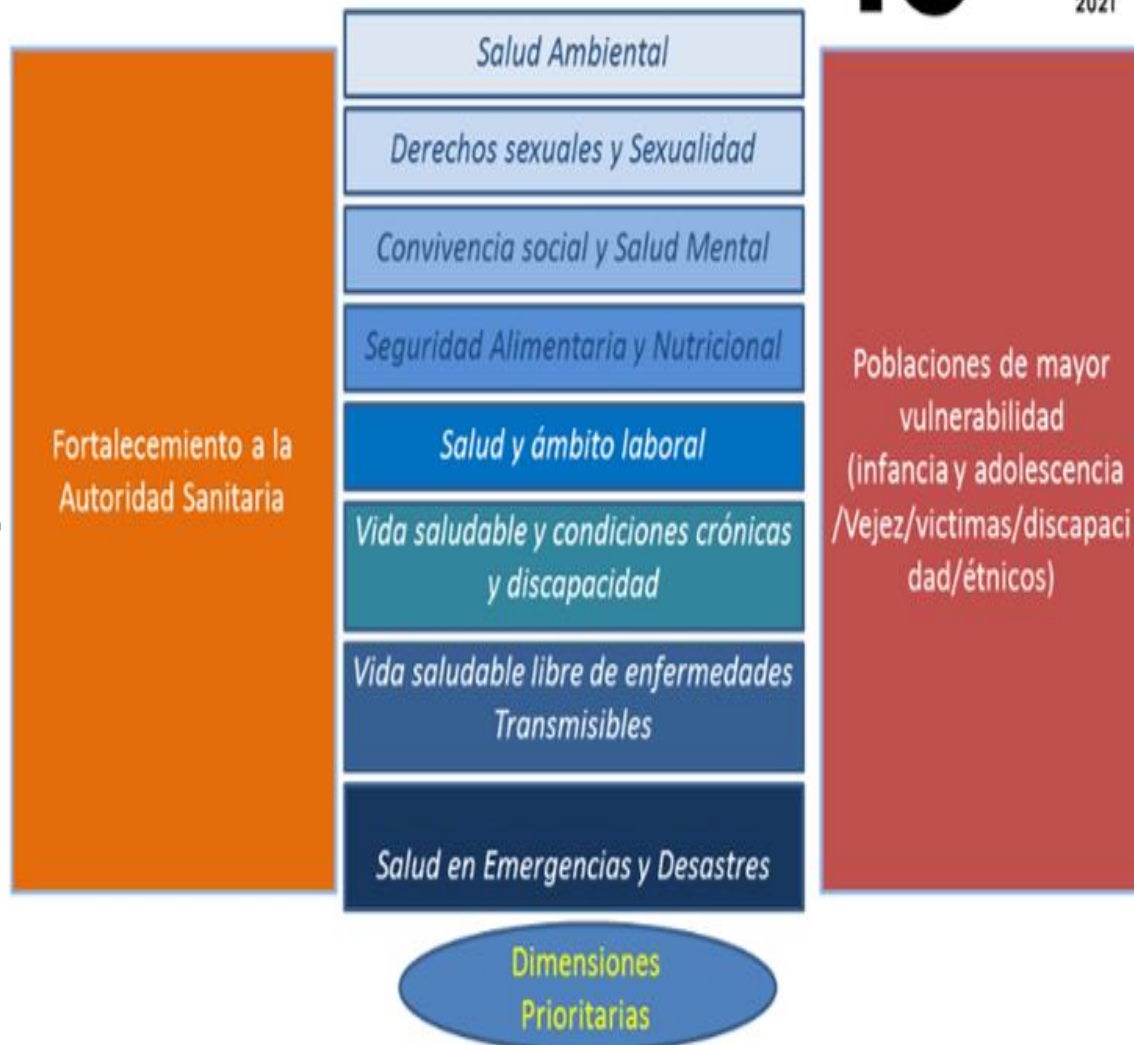 2021
Salud Ambiental
Derechos sexuales y Sexualidad
Convivencia social y Salud Mental
Seguridad Alimentaria y Nutricional
Salud y ámbito laboral
Vida saludable y condiciones crónicas
y discapacidad
Vida saludable libre de enfermedades
Transmisibles
Salud en Emergencias y Desastres
Fortalecemiento a la
Autoridad Sanitaria
Poblaciones de mayor
vulnerabilidad
(infancia y adolescencia
/Vejez/victimas/discapaci
dad/étnicos)
Dimensiones
Prioritarias